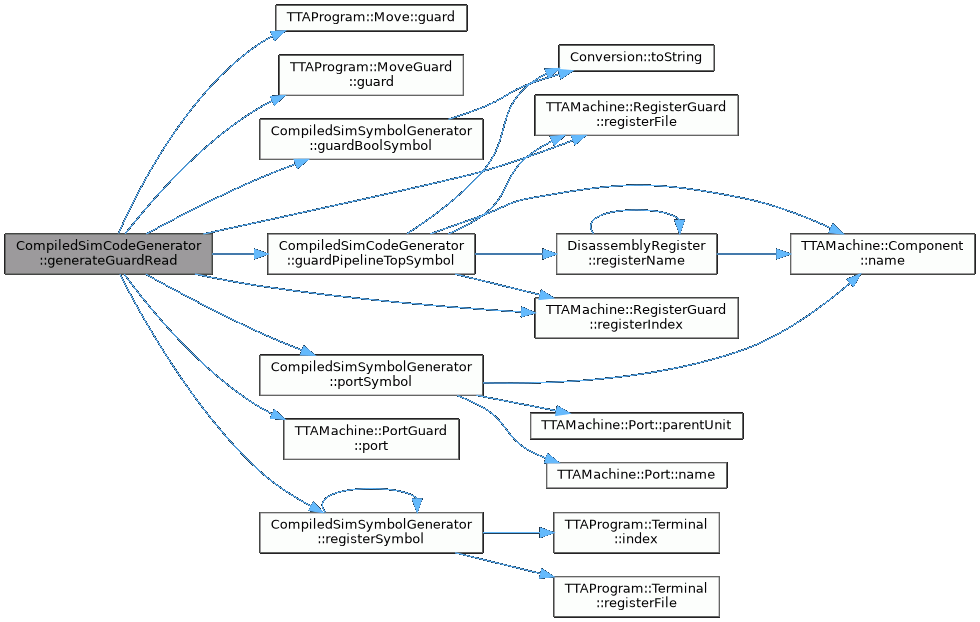 TTAProgram::Move::guard
TTAProgram::MoveGuard
::guard
CompiledSimSymbolGenerator
::guardBoolSymbol
Conversion::toString
TTAMachine::RegisterGuard
::registerFile
CompiledSimCodeGenerator
::generateGuardRead
CompiledSimCodeGenerator
::guardPipelineTopSymbol
DisassemblyRegister
::registerName
TTAMachine::Component
::name
TTAMachine::RegisterGuard
::registerIndex
CompiledSimSymbolGenerator
::portSymbol
TTAMachine::PortGuard
::port
TTAMachine::Port::parentUnit
TTAMachine::Port::name
CompiledSimSymbolGenerator
::registerSymbol
TTAProgram::Terminal
::index
TTAProgram::Terminal
::registerFile